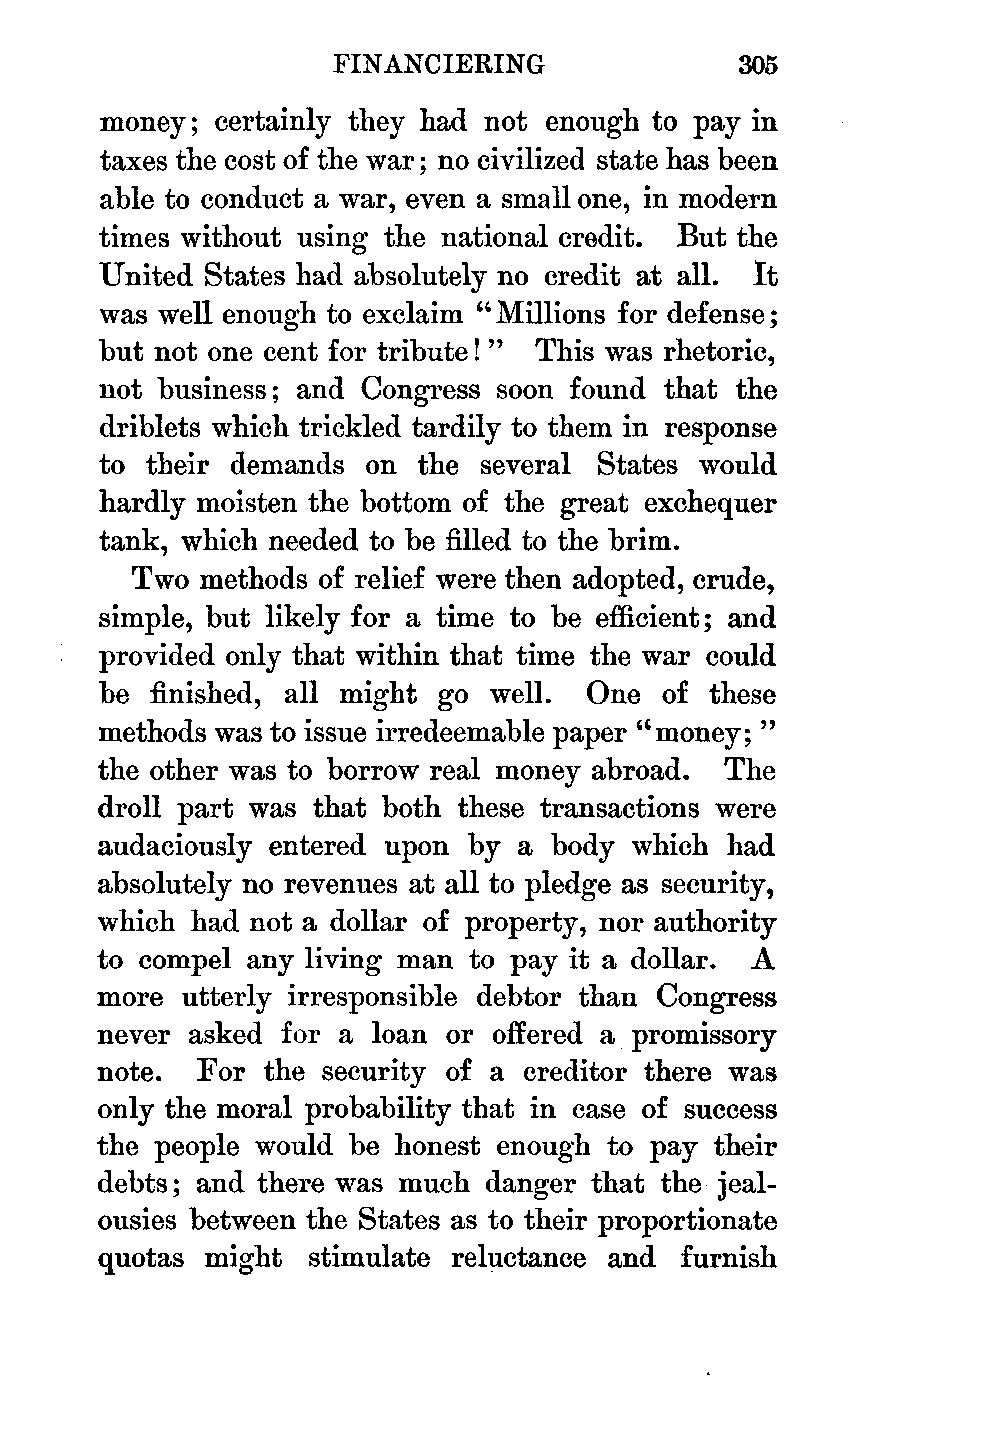 FINANCIERING 305
money; certainly they had not enough to pay in
taxes the cost of the war; no civilized state has been
able to conduct a war, even a small one, in modern
times without using the national credit. But the
United States had absolutely no credit at all. It
was well enough to exclaim “Millions for defense;
but not one cent for tribute!” This was rhetoric,
not business; and Congress soon found that the
driblets which trickled tardily to them in response
to their demands on the several States would
hardly moisten the bottom of the great exchequer
tank, which needed to be filled to the brim.
Two methods of relief were then adopted, crude,
simple, but likely for a time to be efficient; and
provided only that within that time the war could
be finished, all might go well. One of these
methods was to issue irredeemable paper “money;”
the other was to borrow real money abroad. The
droll part was that both these transactions were
audaciously entered upon by a body which had
absolutely no revenues at all to pledge as security,
which had not a dollar of property, nor authority
to compel any living man to pay it a dollar. A
more utterly irresponsible debtor than Congress
never asked for a loan or offered a promissory
note. For the security of a creditor there was
only the moral probability that in case of success
the people would be honest enough to pay their
debts; and there was much danger that the jeal-
ousies between the States as to their proportionate
quotas might stimulate reluctance and furnish